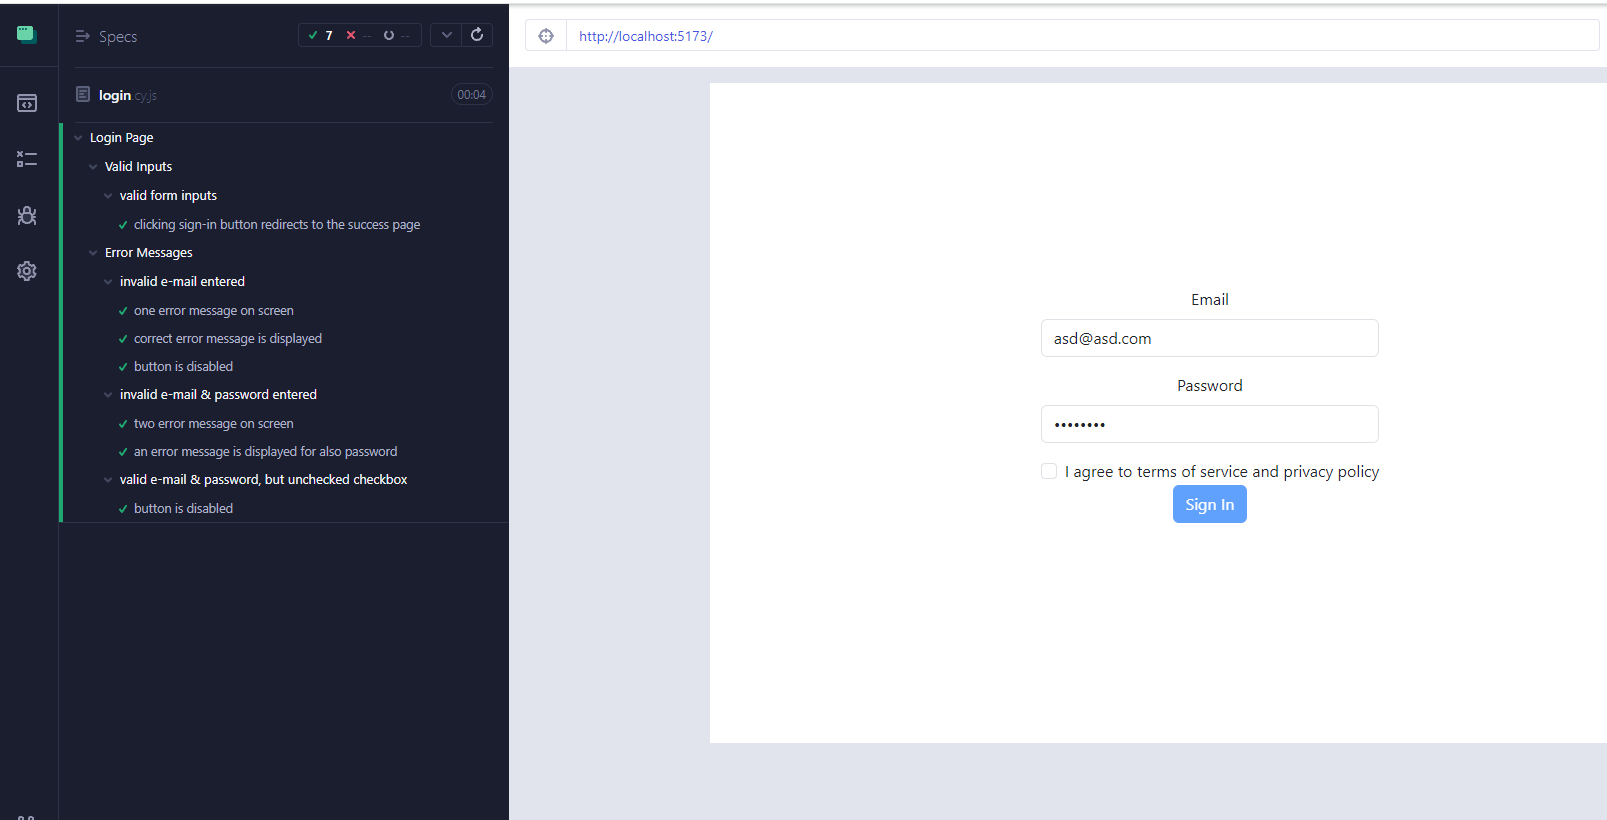 Specs
7 -- --
login.cy.js
00:04
Login Page
Valid Inputs
valid form inputs
clicking sign-in button redirects to the success page
Error Messages
invalid e-mail entered
one error message on screen
correct error message is displayed
button is disabled
invalid e-mail & password entered
two error message on screen
an error message is displayed for also password
valid e-mail & password, but unchecked checkbox
button is disabled
http://localhost:5173/
Email
asd@asd.com
Password
••••••••
I agree to terms of service and privacy policy
Sign In